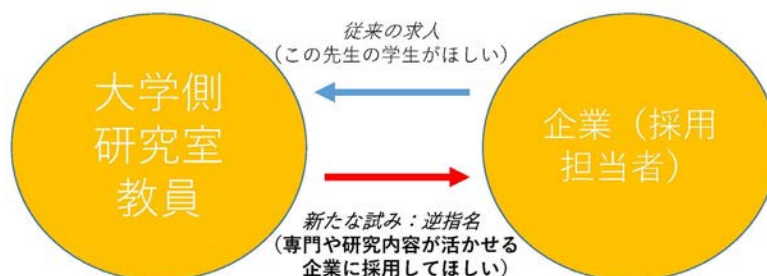 大学側
研究室
教員
従来の求人
(この先生の学生がほしい)
新たな試み：逆指名
(専門や研究内容が活かせる
企業に採用してほしい)
企業（採用
担当者）